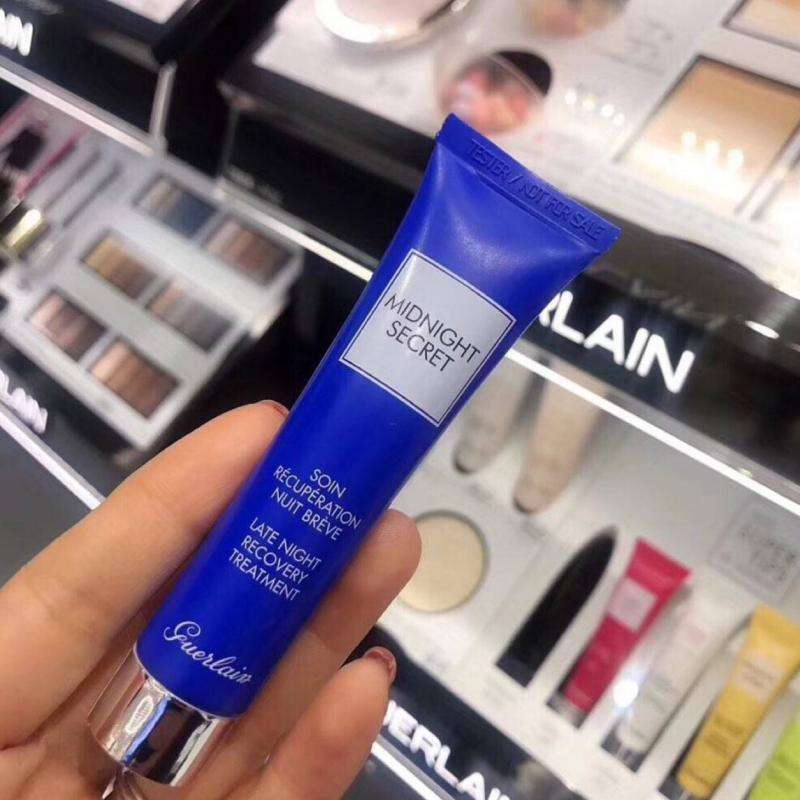 TESTER / NOT FOR SALE
MIDNIGHT
SECRET
SOIN
RÉCUPÉRATION
NUIT BRÈVE
LATE NIGHT
RECOVERY
TREATMENT
Guerlain
RLAIN
ERLAIN